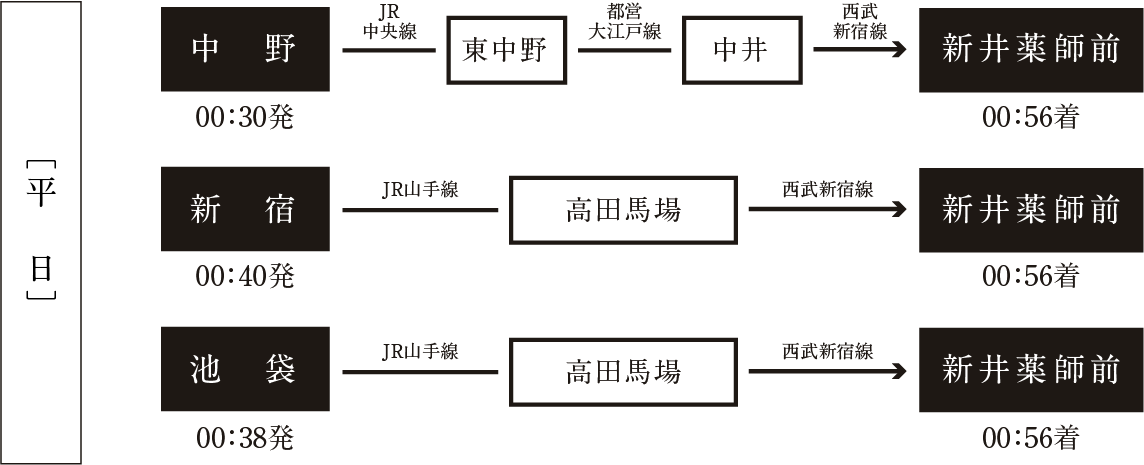 ［平日］
中野
JR
中央線
東中野
都営
大江戸線
中井
西武
新宿線
新井薬師前
00:30発
00:56着
新宿
JR山手線
高田馬場
西武新宿線
新井薬師前
00:40発
00:56着
池袋
JR山手線
高田馬場
西武新宿線
新井薬師前
00:38発
00:56着